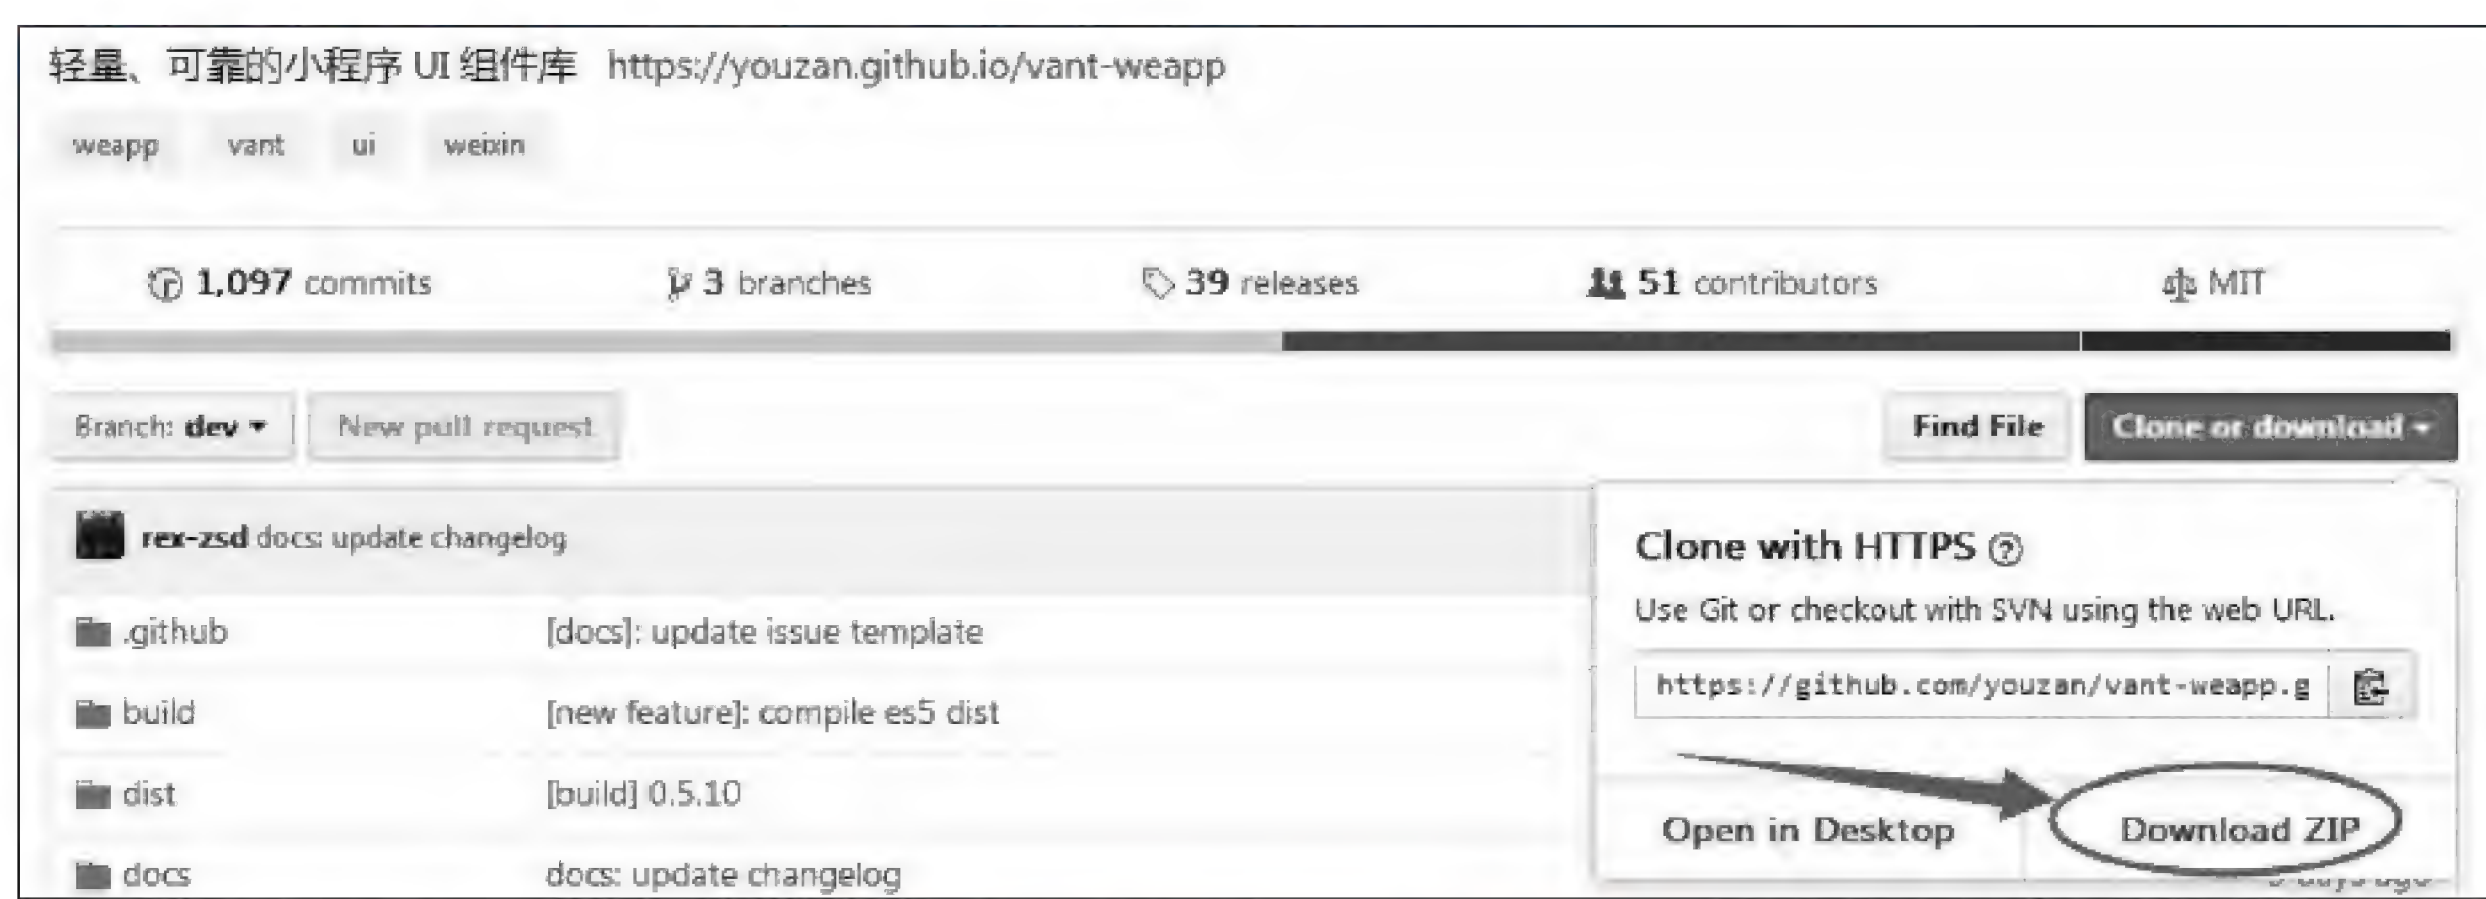 轻量、可靠的小程序 UI 组件库 https://youzan.github.io/vant-weapp
weapp vant ui weixin
1,097 commits 3 branches 39 releases 51 contributors MIT
Branch: dev New pull request Find File Clone or download
rex-zsd docs: update changelog
Clone with HTTPS
Use Git or checkout with SVN using the web URL.
https://github.com/youzan/vant-weapp.g
Open in Desktop Download ZIP
.github [docs]: update issue template
build [new feature]: compile es5 dist
dist [build] 0.5.10
docs docs: update changelog
days ago